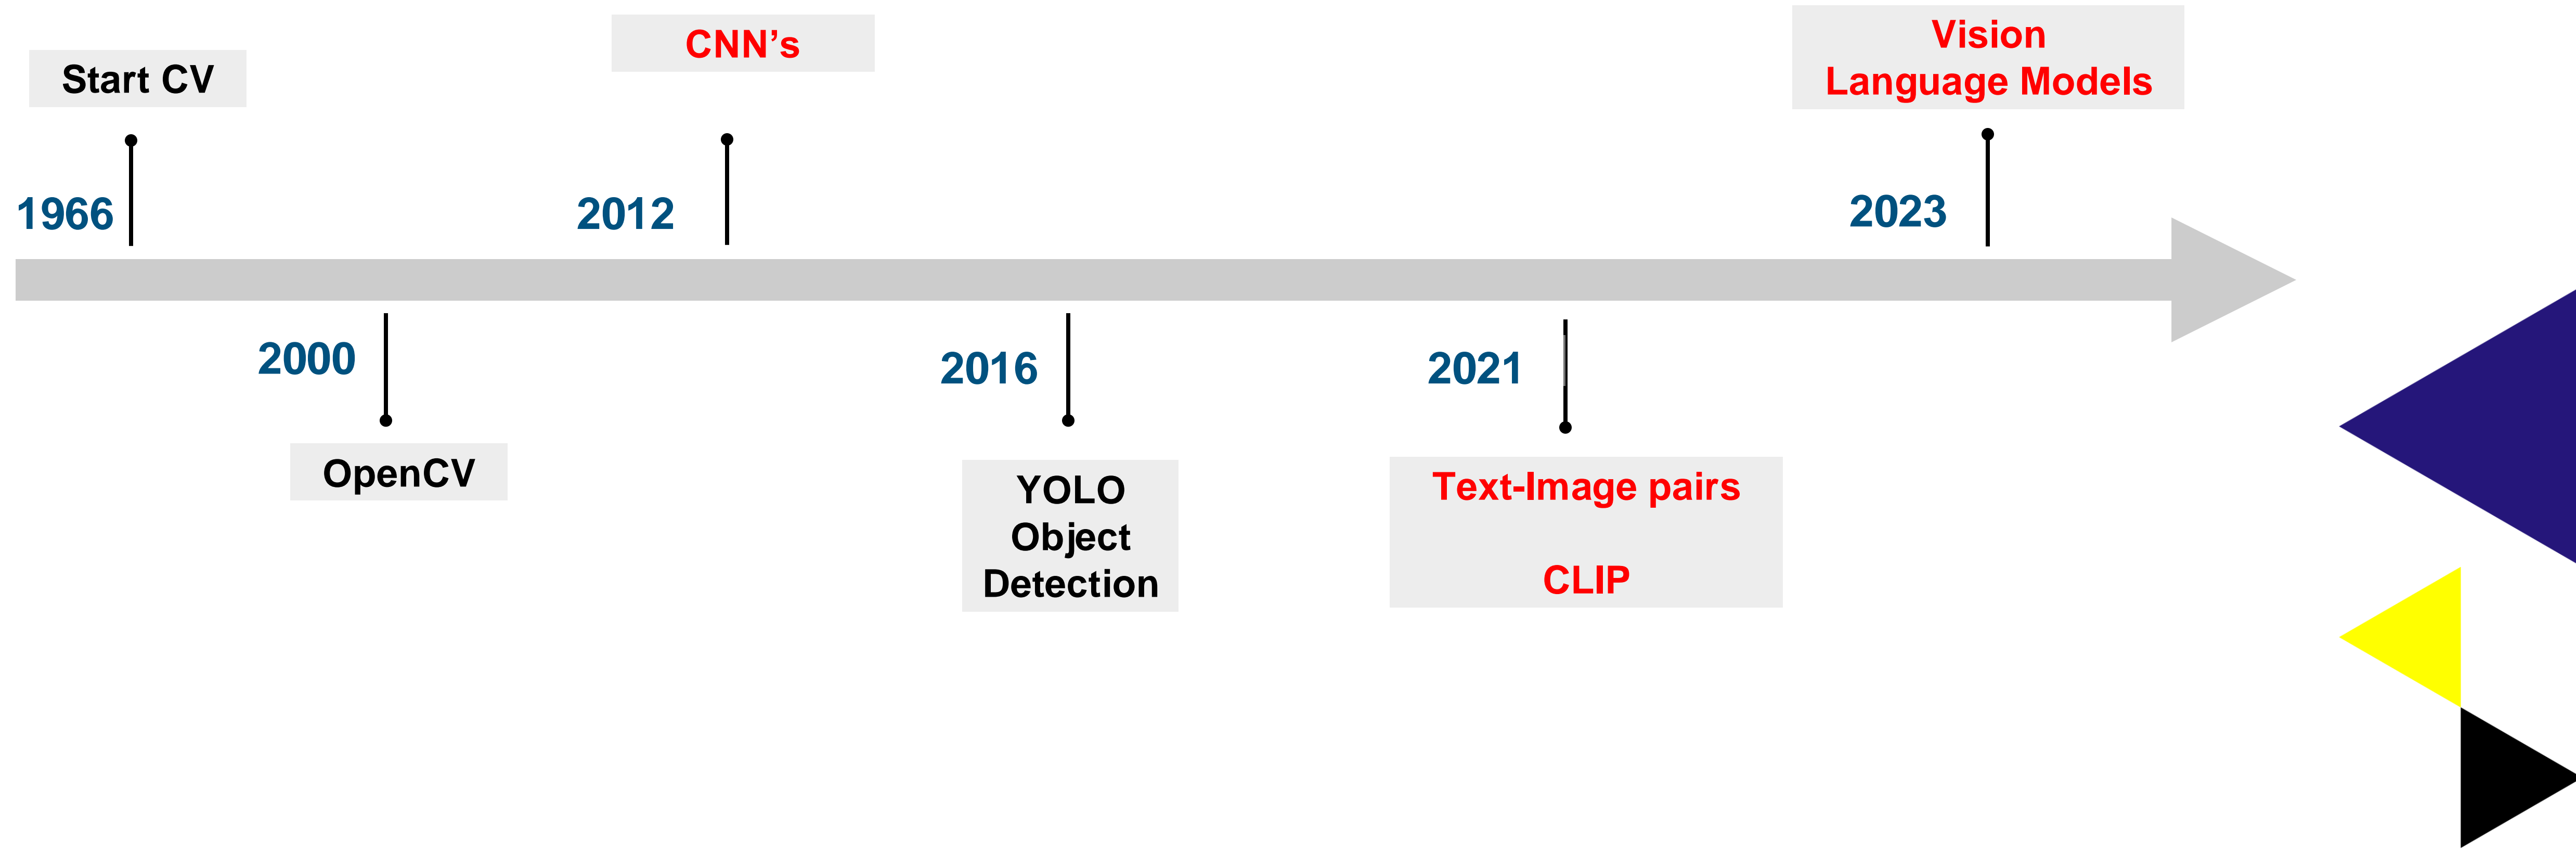 Start CV
1966
2000
OpenCV
CNN’s
2012
2016
YOLO
Object
Detection
2021
Text-Image pairs
CLIP
Vision
Language Models
2023